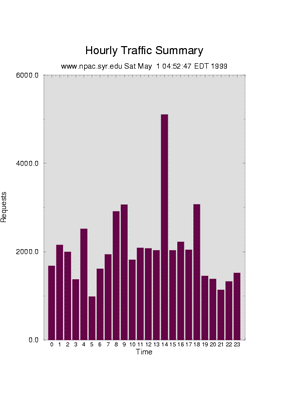 Hourly Traffic Summary
www.npac.syr.edu Sat May 1 04:52:47 EDT 1999
6000.0
4000.0
2000.0
0.0
Requests
0 1 2 3 4 5 6 7 8 9 10 11 12 13 14 15 16 17 18 19 20 21 22 23
Time